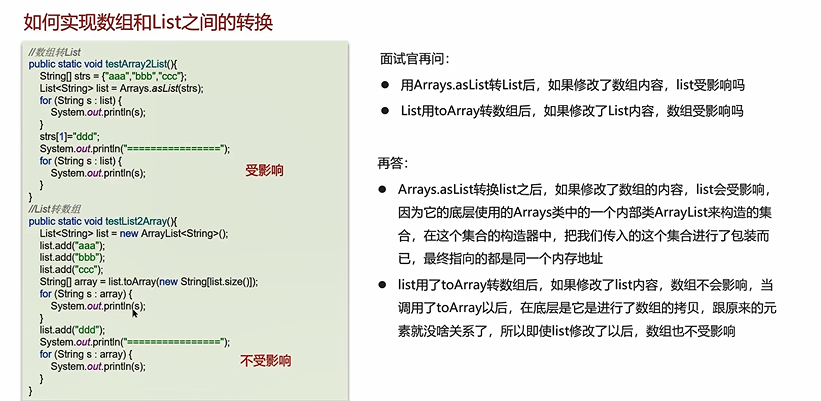 如何实现数组和List之间的转换
//数组转List
public static void testArray2List(){
String[] strs = {"aaa","bbb","ccc"};
List<String> list = Arrays.asList(strs);
for (String s : list) {
System.out.println(s);
}
strs[1]="ddd";
System.out.println("================");
for (String s : list) {
System.out.println(s);
}
}
受影响
//List转数组
public static void testList2Array(){
List<String> list = new ArrayList<String>();
list.add("aaa");
list.add("bbb");
list.add("ccc");
String[] array = list.toArray(new String[list.size()]);
for (String s : array) {
System.out.println(s);
}
list.add("ddd");
System.out.println("================");
for (String s : array) {
System.out.println(s);
}
}
不受影响
面试官再问：
● 用Arrays.asList转List后，如果修改了数组内容，list受影响吗
● List用toArray转数组后，如果修改了List内容，数组受影响吗
再答：
● Arrays.asList转换list之后，如果修改了数组的内容，list会受影响，
因为它的底层使用的Arrays类中的一个内部类ArrayList来构造的集
合，在这个集合的构造器中，把我们传入的这个集合进行了包装而
已，最终指向的都是同一个内存地址
● list用了toArray转数组后，如果修改了list内容，数组不会影响，当
调用了toArray以后，在底层是它是进行了数组的拷贝，跟原来的元
素就没啥关系了，所以即使list修改了以后，数组也不受影响